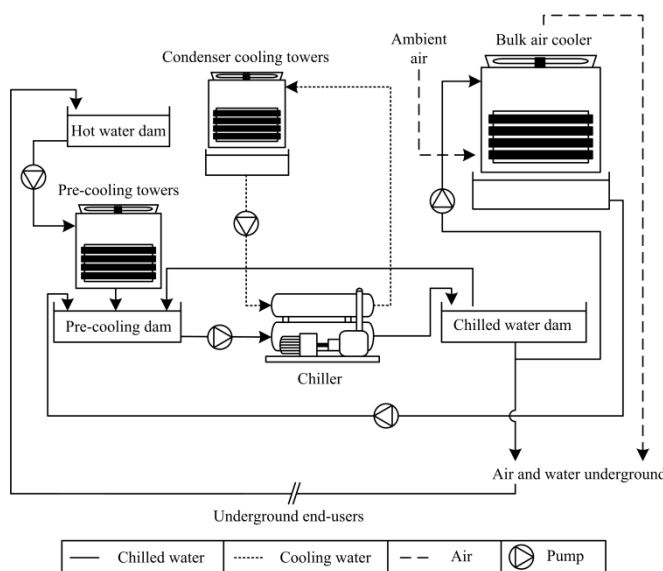 Condenser cooling towers
Ambient
air
Bulk air cooler
Hot water dam
Pre-cooling towers
Pre-cooling dam
Chiller
Chilled water dam
Air and water underground
Underground end-users
Chilled water
Cooling water
Air
Pump